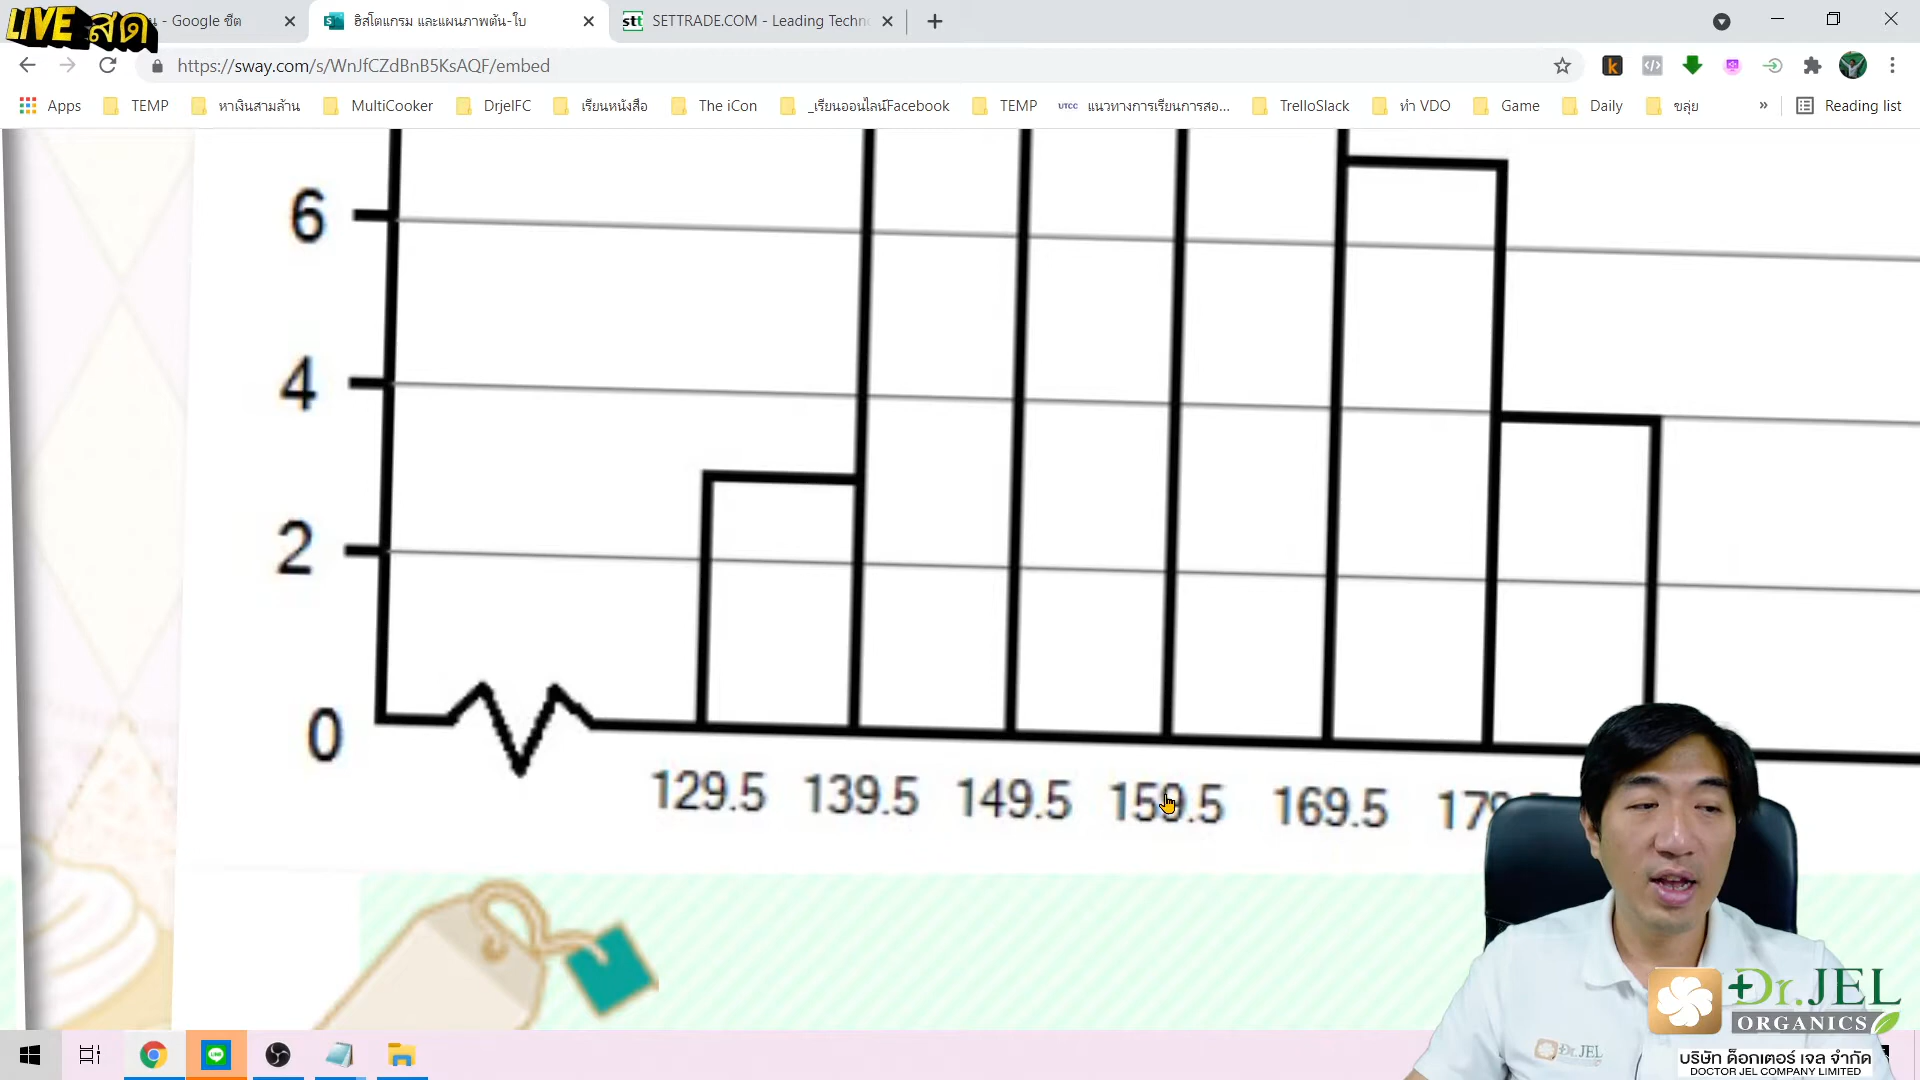 LIVE สด
น - Google ชีต
ฮิสโตแกรม และแผนภาพต้น-ใบ
stt SETTRADE.COM - Leading Techn
https://sway.com/s/WnJfCZdBnB5KsAQF/embed
Apps
TEMP
หาเงินสามล้าน
MultiCooker
DrjelFC
เรียนหนังสือ
The iCon
_เรียนออนไลน์Facebook
TEMP
UTCC แนวทางการเรียนการสอ...
TrelloSlack
ทำ VDO
Game
Daily
ขลุ่ย
»
Reading list
6
4
2
0
129.5 139.5 149.5 159.5 169.5
Dr.JEL
ORGANICS
Dr.JEL
บริษัท ด็อกเตอร์ เจล จำกัด
DOCTOR JEL COMPANY LIMITED